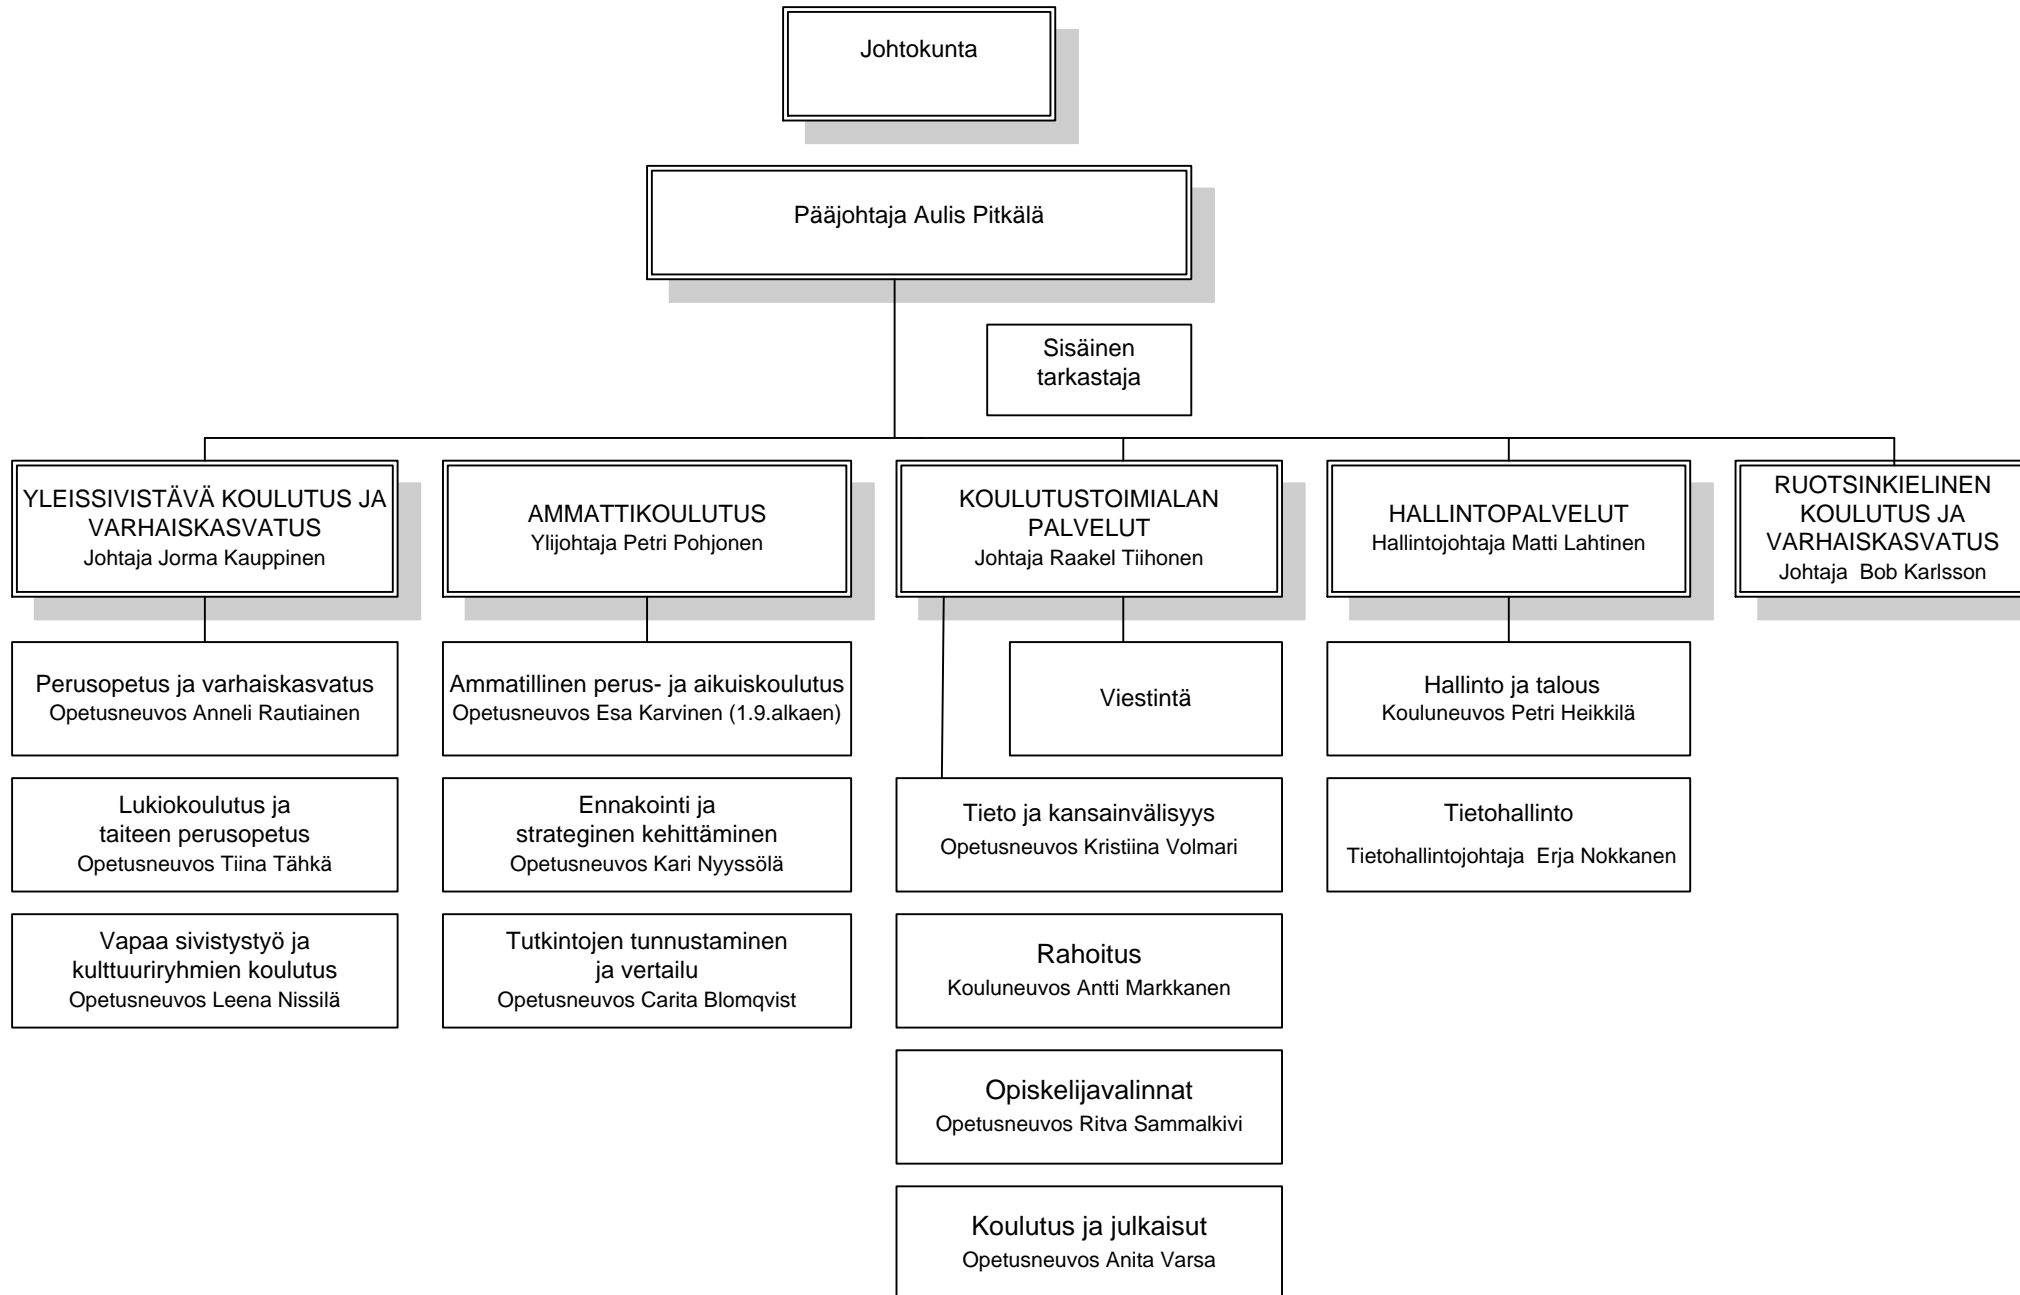 Johtokunta
Pääjohtaja Aulis Pitkälä
Sisäinen
tarkastaja
YLEISSIVISTÄVÄ KOULUTUS JA
VARHAISKASVATUS
Johtaja Jorma Kauppinen
AMMATTIKOULUTUS
Ylijohtaja Petri Pohjonen
KOULUTUSTOIMIALAN
PALVELUT
Johtaja Raakel Tiihonen
HALLINTOPALVELUT
Hallintojohtaja Matti Lahtinen
RUOTSINKIELINEN
KOULUTUS JA
VARHAISKASVATUS
Johtaja  Bob Karlsson
Perusopetus ja varhaiskasvatus
Opetusneuvos Anneli Rautiainen
Ammatillinen perus- ja aikuiskoulutus
Opetusneuvos Esa Karvinen (1.9.alkaen)
Viestintä
Hallinto ja talous
Kouluneuvos Petri Heikkilä
Lukiokoulutus ja
taiteen perusopetus
Opetusneuvos Tiina Tähkä
Ennakointi ja
strateginen kehittäminen
Opetusneuvos Kari Nyyssölä
Tieto ja kansainvälisyys
Opetusneuvos Kristiina Volmari
Tietohallinto
Tietohallintojohtaja  Erja Nokkanen
Vapaa sivistystyö ja
kulttuuriryhmien koulutus
Opetusneuvos Leena Nissilä
Tutkintojen tunnustaminen
ja vertailu
Opetusneuvos Carita Blomqvist
Rahoitus
Kouluneuvos Antti Markkanen
Opiskelijavalinnat
Opetusneuvos Ritva Sammalkivi
Koulutus ja julkaisut
Opetusneuvos Anita Varsa